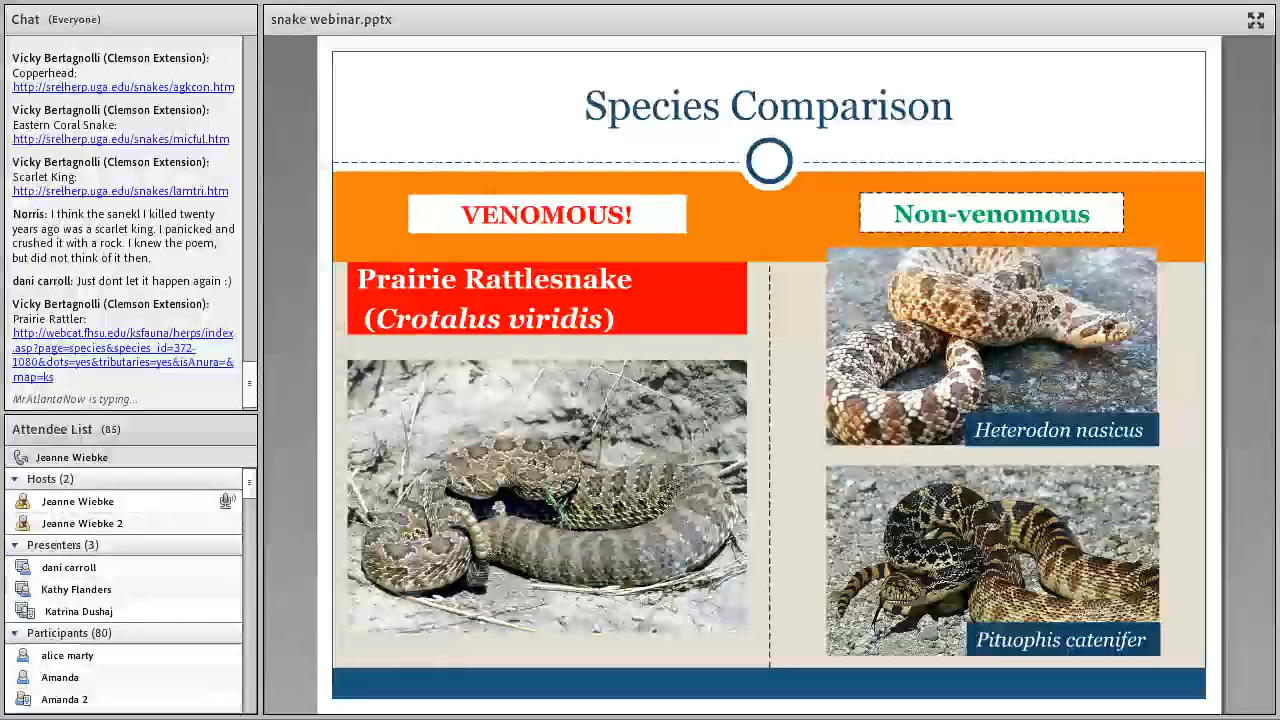 Chat (Everyone)
Vicky Bertagnolli (Clemson Extension):
Copperhead:
http://srelherp.uga.edu/snakes/agkcon.htm
Vicky Bertagnolli (Clemson Extension):
Eastern Coral Snake:
http://srelherp.uga.edu/snakes/micful.htm
Vicky Bertagnolli (Clemson Extension):
Scarlet King:
http://srelherp.uga.edu/snakes/lamtri.htm
Norris: I think the sanekl I killed twenty
years ago was a scarlet king. I panicked and
crushed it with a rock. I knew the poem,
but did not think of it then.
dani carroll: Just dont let it happen again :)
Vicky Bertagnolli (Clemson Extension):
Prairie Rattler:
http://webcat.fhsu.edu/ksfauna/herps/index
.asp?page=species&species_id=372-
1080&dots=yes&tributaries=yes&isAnura=&
map=ks
MrAtlantaNow is typing...
Attendee List (85)
Jeanne Wiebke
Hosts (2)
Jeanne Wiebke
Jeanne Wiebke 2
Presenters (3)
dani carroll
Kathy Flanders
Katrina Dushaj
Participants (80)
alice marty
Amanda
Amanda 2
snake webinar.pptx
Species Comparison
VENOMOUS!
Prairie Rattlesnake
(Crotalus viridis)
Non-venomous
Heterodon nasicus
Pituophis catenifer